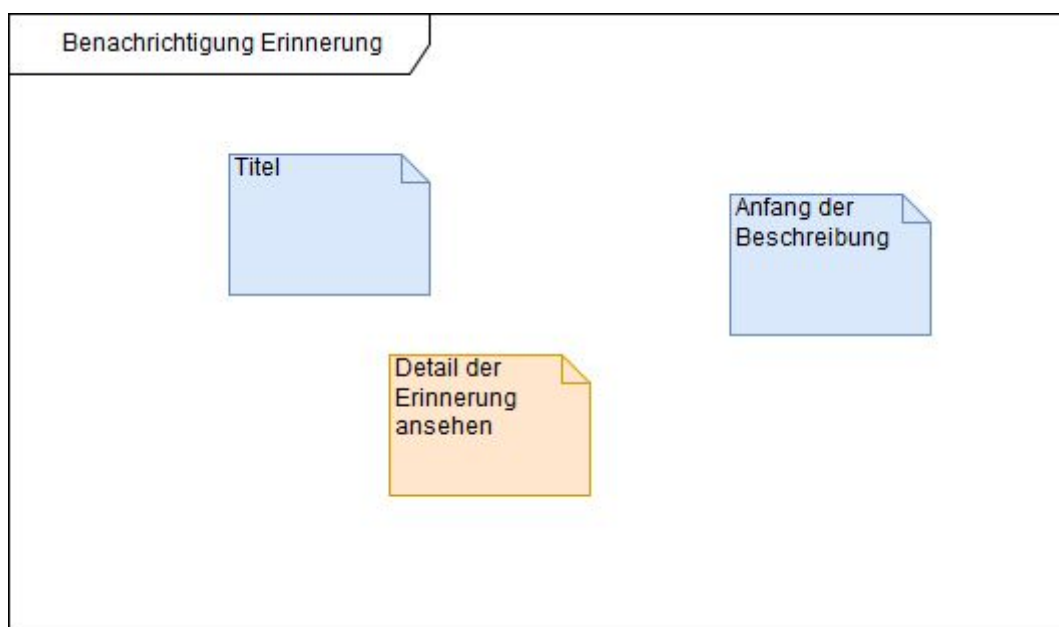 Benachrichtigung Erinnerung
Titel
Anfang der
Beschreibung
Detail der
Erinnerung
ansehen